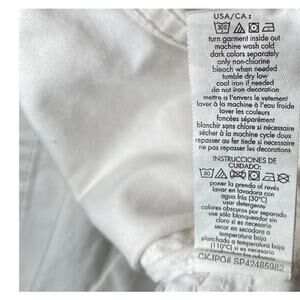 USA/CA:
turn garment inside out
machine wash cold
dark colors separately
only non-chlorine
bleach when needed
tumble dry low
cool iron if needed
do not iron decoration
mettre a l'envers le vetement
laver à la machine à l'eau froide
laver les couleurs
foncées séparément
blanchir sans chlore si nécessaire
sécher à la machine cycle doux
repasser au fer tiede si nécessaire
ne pas repasser les decorations
INSTRUCCIONES DE
CUIDADO:
30
poner la prenda al revés
lavar en lavadora con
agua fría (30°C)
usar detergente
colores obscuros por separado
use sólo blanqueador sin
cloro si es necesario
secadora a
temperatura baja
planchado a temperatura baja
(110°C) si es necesario
CKJPO# SP42485982